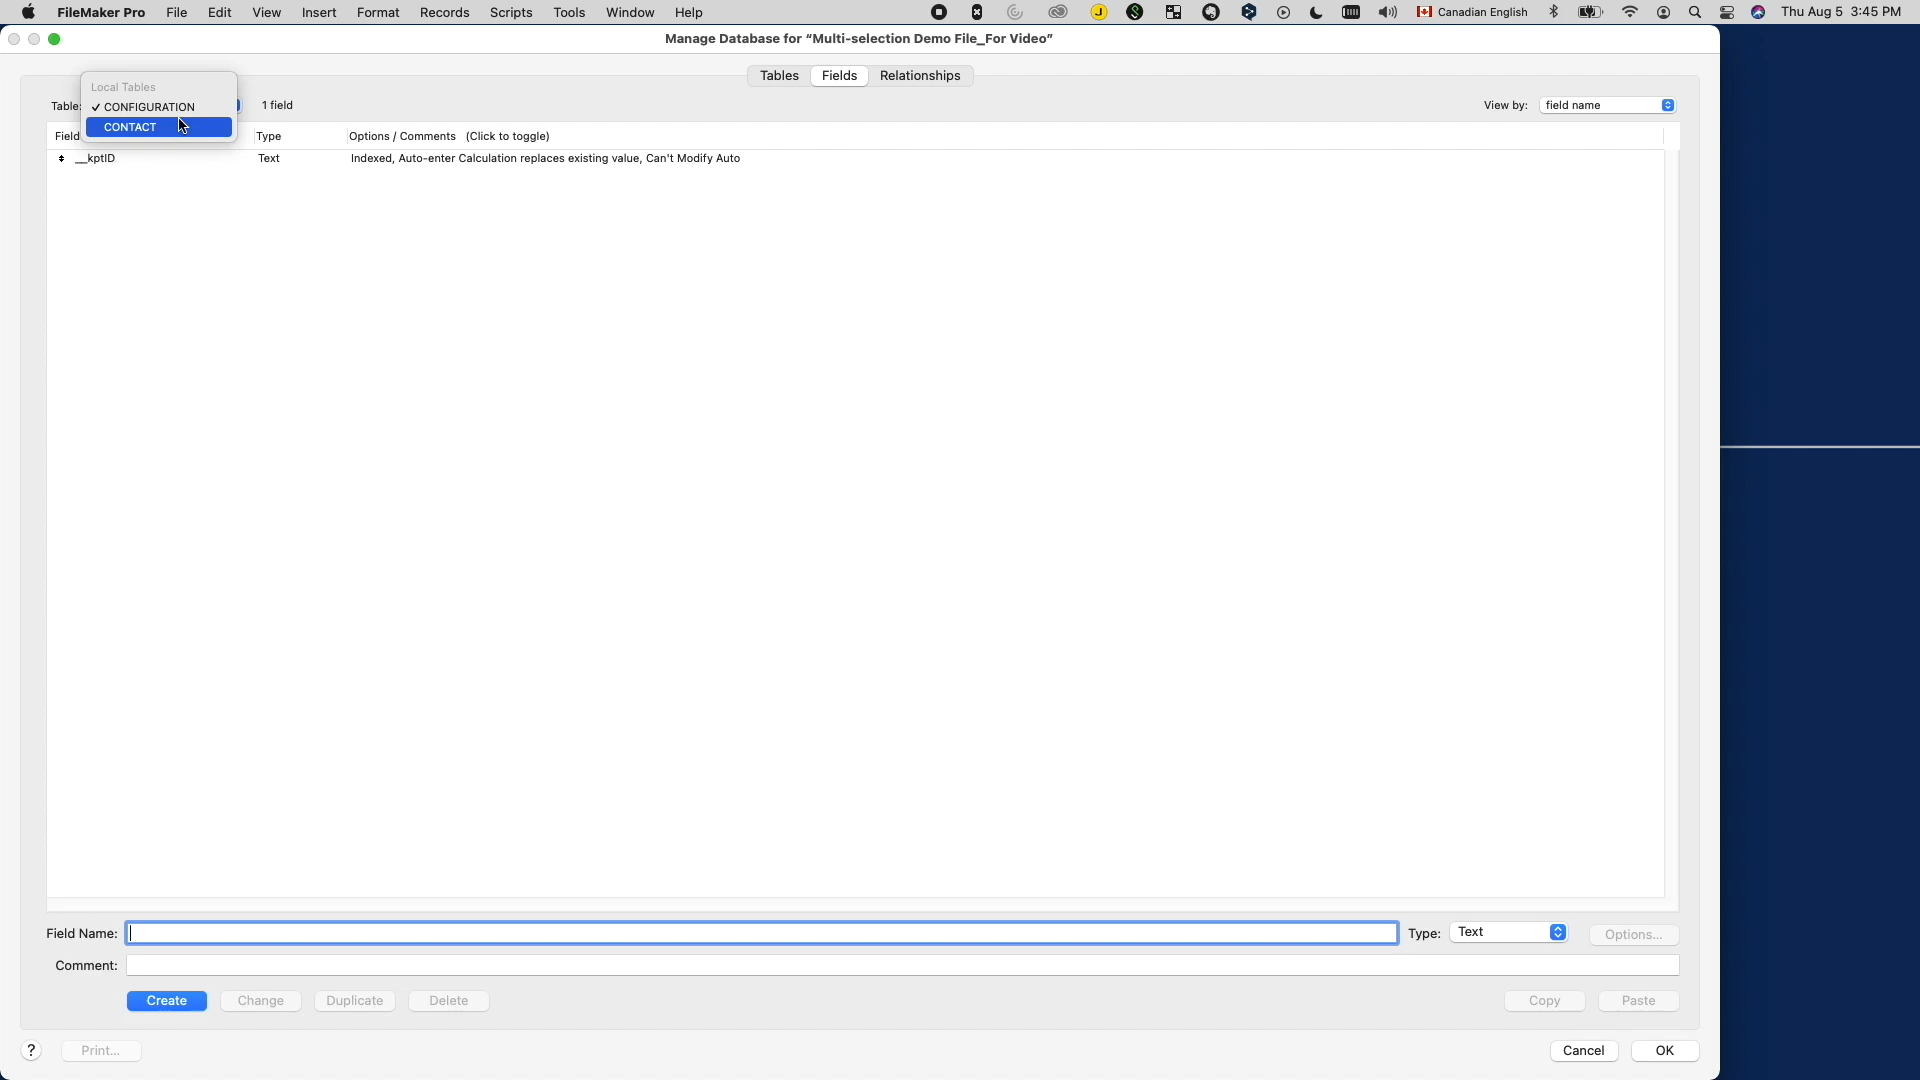 FileMaker Pro File Edit View Insert Format Records Scripts Tools Window Help J S Canadian English Thu Aug 5 3:45 PM
Manage Database for “Multi-selection Demo File_For Video”
Tables Fields Relationships
Local Tables
Table: ✓ CONFIGURATION 1 field View by: field name
CONTACT
Field Type Options / Comments (Click to toggle)
__kptID Text Indexed, Auto-enter Calculation replaces existing value, Can't Modify Auto
Field Name: Type: Text Options...
Comment:
Create Change Duplicate Delete Copy Paste
? Print... Cancel OK